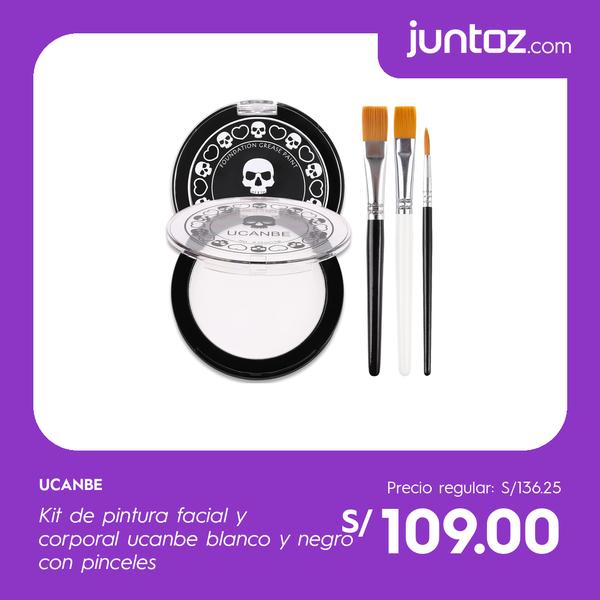 juntoz.com
FOUNDATION GREASE PAINT
UCANBE
UCANBE
Precio regular: S/136.25
Kit de pintura facial y
corporal ucanbe blanco y negro
con pinceles
S/ 109.00